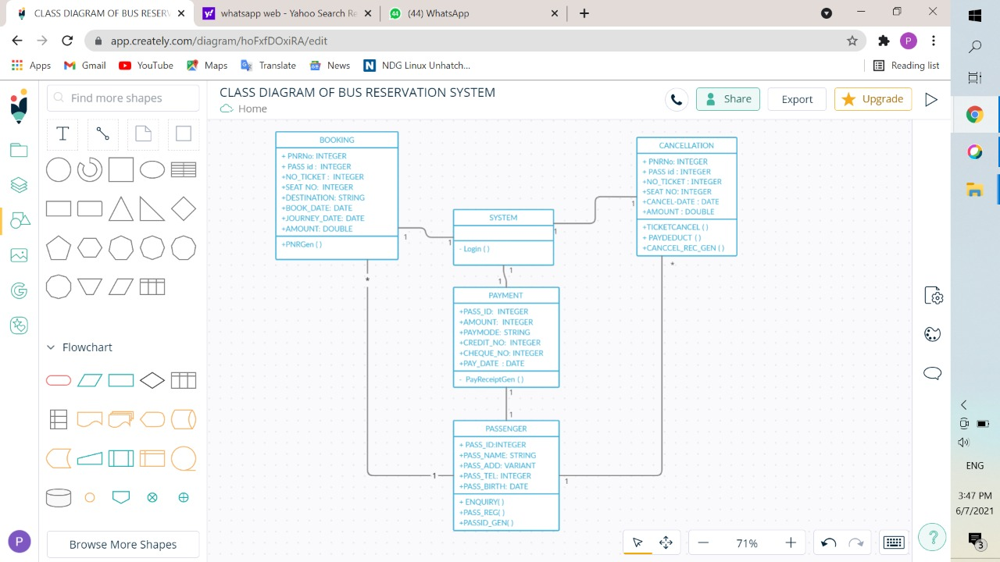 CLASS DIAGRAM OF BUS RESERV
whatsapp web - Yahoo Search Re
(44) WhatsApp
app.creately.com/diagram/hoFxfDOxiRA/edit
P
Apps
Gmail
YouTube
Maps
Translate
News
NDG Linux Unhatch...
Reading list
Find more shapes
CLASS DIAGRAM OF BUS RESERVATION SYSTEM
Home
Share
Export
Upgrade
T
BOOKING
+ PNRNo: INTEGER
+ PASS id : INTEGER
+NO_TICKET : INTEGER
+SEAT NO: INTEGER
+DESTINATION: STRING
+BOOK_DATE: DATE
+JOURNEY_DATE: DATE
+AMOUNT: DOUBLE
+PNRGen ( )
CANCELLATION
+ PNRNo: INTEGER
+ PASS id : INTEGER
+NO_TICKET : INTEGER
+SEAT NO: INTEGER
+CANCEL-DATE : DATE
+AMOUNT : DOUBLE
+TICKETCANCEL ( )
+ PAYDEDUCT ( )
+CANCCEL_REC_GEN ( )
SYSTEM
- Login ( )
1
1
1
1
*
*
1
1
PAYMENT
+PASS_ID: INTEGER
+AMOUNT: INTEGER
+PAYMODE: STRING
+CREDIT_NO: INTEGER
+CHEQUE_NO: INTEGER
+PAY_DATE : DATE
- PayReceiptGen ( )
1
1
PASSENGER
+ PASS_ID:INTEGER
+PASS_NAME: STRING
+PASS_ADD: VARIANT
+PASS_TEL: INTEGER
+PASS_BIRTH: DATE
+ ENQUIRY( )
+PASS_REG( )
+PASSID_GEN( )
1
1
Flowchart
Browse More Shapes
P
71%
?
ENG
3:47 PM
6/7/2021
3